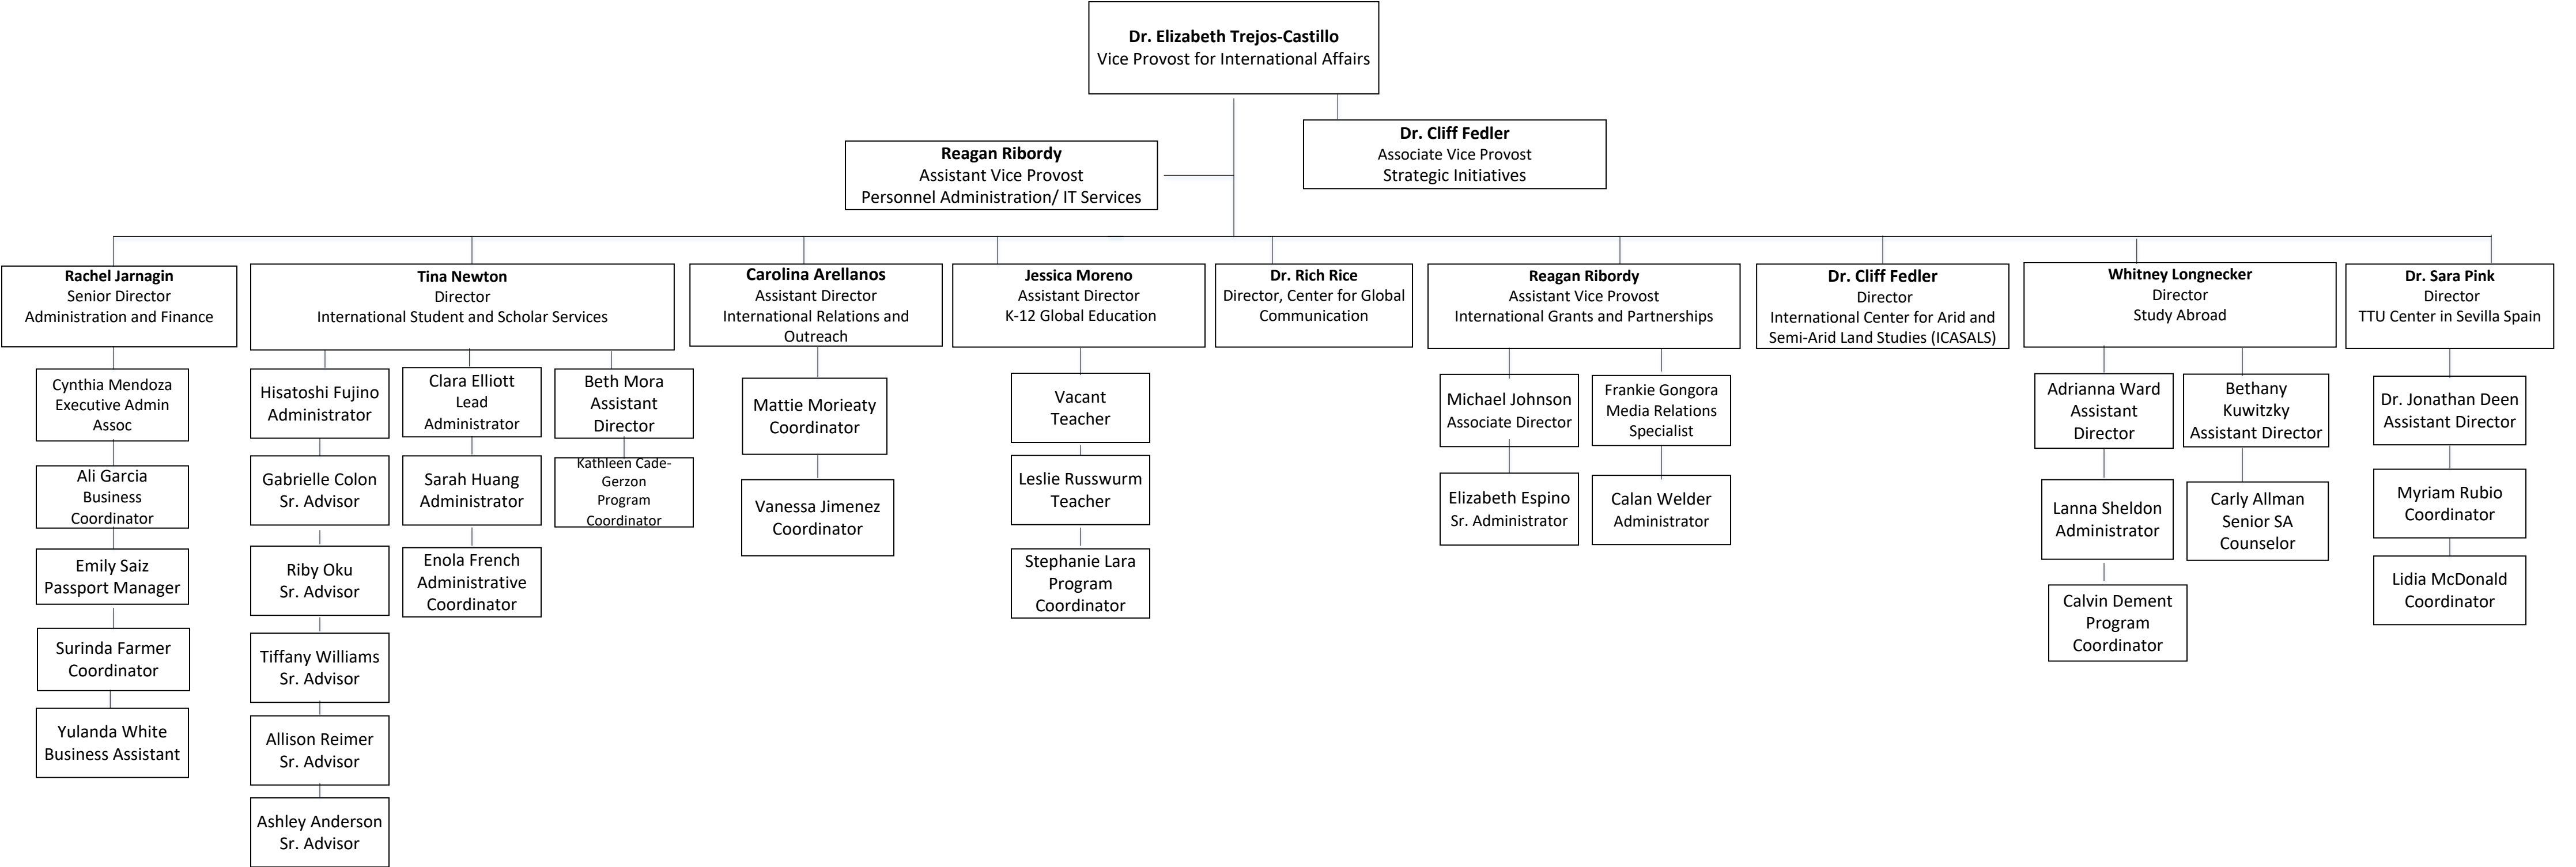 Dr. Elizabeth Trejos-Castillo
Vice Provost for International Affairs
Dr. Cliff Fedler
Associate Vice Provost
Strategic Initiatives
Reagan Ribordy
Assistant Vice Provost
Personnel Administration/ IT Services
Rachel Jarnagin
Senior Director
Administration and Finance
Cynthia Mendoza
Executive Admin
Assoc
Ali Garcia
Business
Coordinator
Emily Saiz
Passport Manager
Surinda Farmer
Coordinator
Yulanda White
Business Assistant
Tina Newton
Director
International Student and Scholar Services
Hisatoshi Fujino
Administrator
Gabrielle Colon
Sr. Advisor
Riby Oku
Sr. Advisor
Tiffany Williams
Sr. Advisor
Allison Reimer
Sr. Advisor
Ashley Anderson
Sr. Advisor
Clara Elliott
Lead
Administrator
Sarah Huang
Administrator
Enola French
Administrative
Coordinator
Beth Mora
Assistant
Director
Kathleen Cade-
Gerzon
Program
Coordinator
Carolina Arellanos
Assistant Director
International Relations and
Outreach
Mattie Morieaty
Coordinator
Vanessa Jimenez
Coordinator
Jessica Moreno
Assistant Director
K-12 Global Education
Vacant
Teacher
Leslie Russwurm
Teacher
Stephanie Lara
Program
Coordinator
Dr. Rich Rice
Director, Center for Global
Communication
Reagan Ribordy
Assistant Vice Provost
International Grants and Partnerships
Michael Johnson
Associate Director
Elizabeth Espino
Sr. Administrator
Frankie Gongora
Media Relations
Specialist
Calan Welder
Administrator
Dr. Cliff Fedler
Director
International Center for Arid and
Semi-Arid Land Studies (ICASALS)
Whitney Longnecker
Director
Study Abroad
Adrianna Ward
Assistant
Director
Lanna Sheldon
Administrator
Calvin Dement
Program
Coordinator
Bethany
Kuwitzky
Assistant Director
Carly Allman
Senior SA
Counselor
Dr. Sara Pink
Director
TTU Center in Sevilla Spain
Dr. Jonathan Deen
Assistant Director
Myriam Rubio
Coordinator
Lidia McDonald
Coordinator